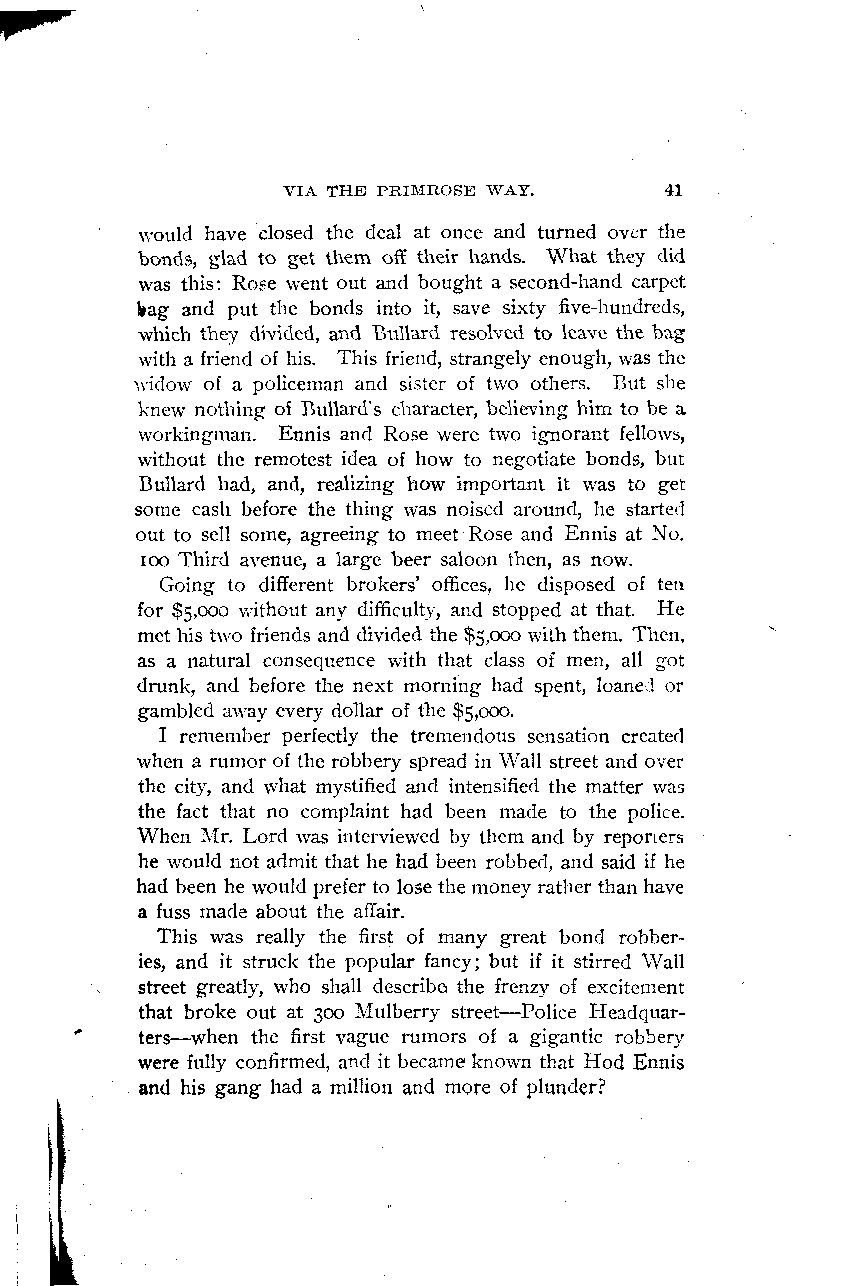 VIA THE PRIMROSE WAY. 41
would have closed the deal at once and turned over the
bonds, glad to get them off their hands. What they did
was this: Rose went out and bought a second-hand carpet
bag and put the bonds into it, save sixty five-hundreds,
which they divided, and Bullard resolved to leave the bag
with a friend of his. This friend, strangely enough, was the
widow of a policeman and sister of two others. But she
knew nothing of Bullard's character, believing him to be a
workingman. Ennis and Rose were two ignorant fellows,
without the remotest idea of how to negotiate bonds, but
Bullard had, and, realizing how important it was to get
some cash before the thing was noised around, he started
out to sell some, agreeing to meet Rose and Ennis at No.
100 Third avenue, a large beer saloon then, as now.
Going to different brokers' offices, he disposed of ten
for $5,000 without any difficulty, and stopped at that. He
met his two friends and divided the $5,000 with them. Then,
as a natural consequence with that class of men, all got
drunk, and before the next morning had spent, loaned or
gambled away every dollar of the $5,000.
I remember perfectly the tremendous sensation created
when a rumor of the robbery spread in Wall street and over
the city, and what mystified and intensified the matter was
the fact that no complaint had been made to the police.
When Mr. Lord was interviewed by them and by reporters
he would not admit that he had been robbed, and said if he
had been he would prefer to lose the money rather than have
a fuss made about the affair.
This was really the first of many great bond robber-
ies, and it struck the popular fancy; but if it stirred Wall
street greatly, who shall describe the frenzy of excitement
that broke out at 300 Mulberry street—Police Headquar-
ters—when the first vague rumors of a gigantic robbery
were fully confirmed, and it became known that Hod Ennis
and his gang had a million and more of plunder?